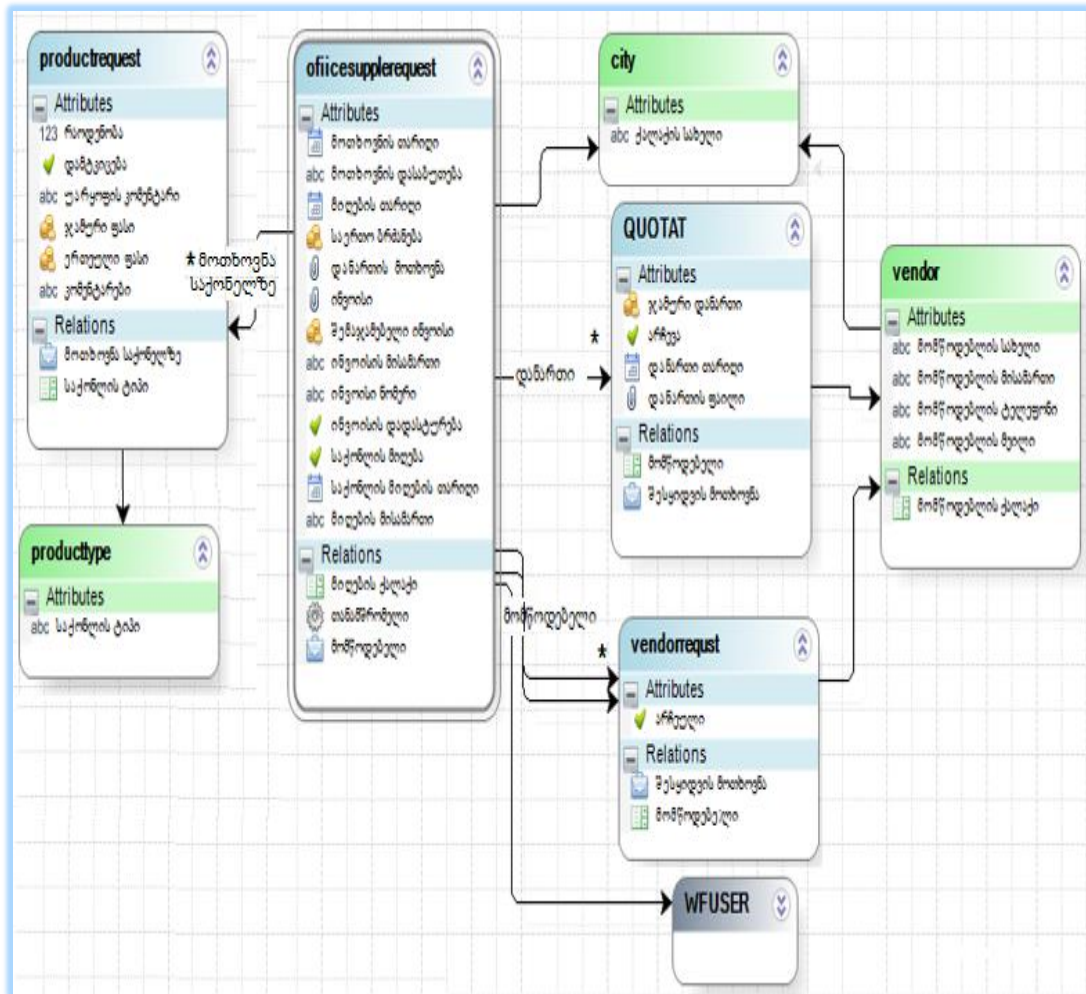 productrequest
Attributes
123 რაოდენობა
დამტკიცება
abc უარყოფის კომენტარი
ჯამური ფასი
ერთეული ფასი
abc კომენტარები
Relations
მოთხოვნა საქონელზე
საქონლის ტიპი
producttype
Attributes
abc საქონლის ტიპი
* მოთხოვნა
საქონელზე
ofiicesupplerequest
Attributes
მოთხოვნის თარიღი
abc მოთხოვნის დასაბუთება
მიღების თარიღი
საერთო ბრძანება
დანართის მოთხოვნა
ინვოისი
შემაჯამებელი ინვოისი
abc ინვოისის მისამართი
abc ინვოისი ნომერი
ინვოისის დადასტურება
საქონლის მიღება
საქონლის მიღების თარიღი
abc მიღების მისამართი
Relations
მიღების ქალაქი
თანამშრომელი
მომწოდებელი
city
Attributes
abc ქალაქის სახელი
*
დანართი
QUOTAT
Attributes
ჯამური დანართი
არჩევა
დანართი თარიღი
დანართის ფაილი
Relations
მომწოდებელი
შესყიდვის მოთხოვნა
vendor
Attributes
abc მომწოდებლის სახელი
abc მომწოდებლის მისამართი
abc მომწოდებლის ტელეფონი
abc მომწოდებლის მეილი
Relations
მომწოდებლის ქალაქი
მომწოდებელი
*
vendorrequst
Attributes
არჩეული
Relations
შესყიდვის მოთხოვნა
მომწოდებელი
WFUSER